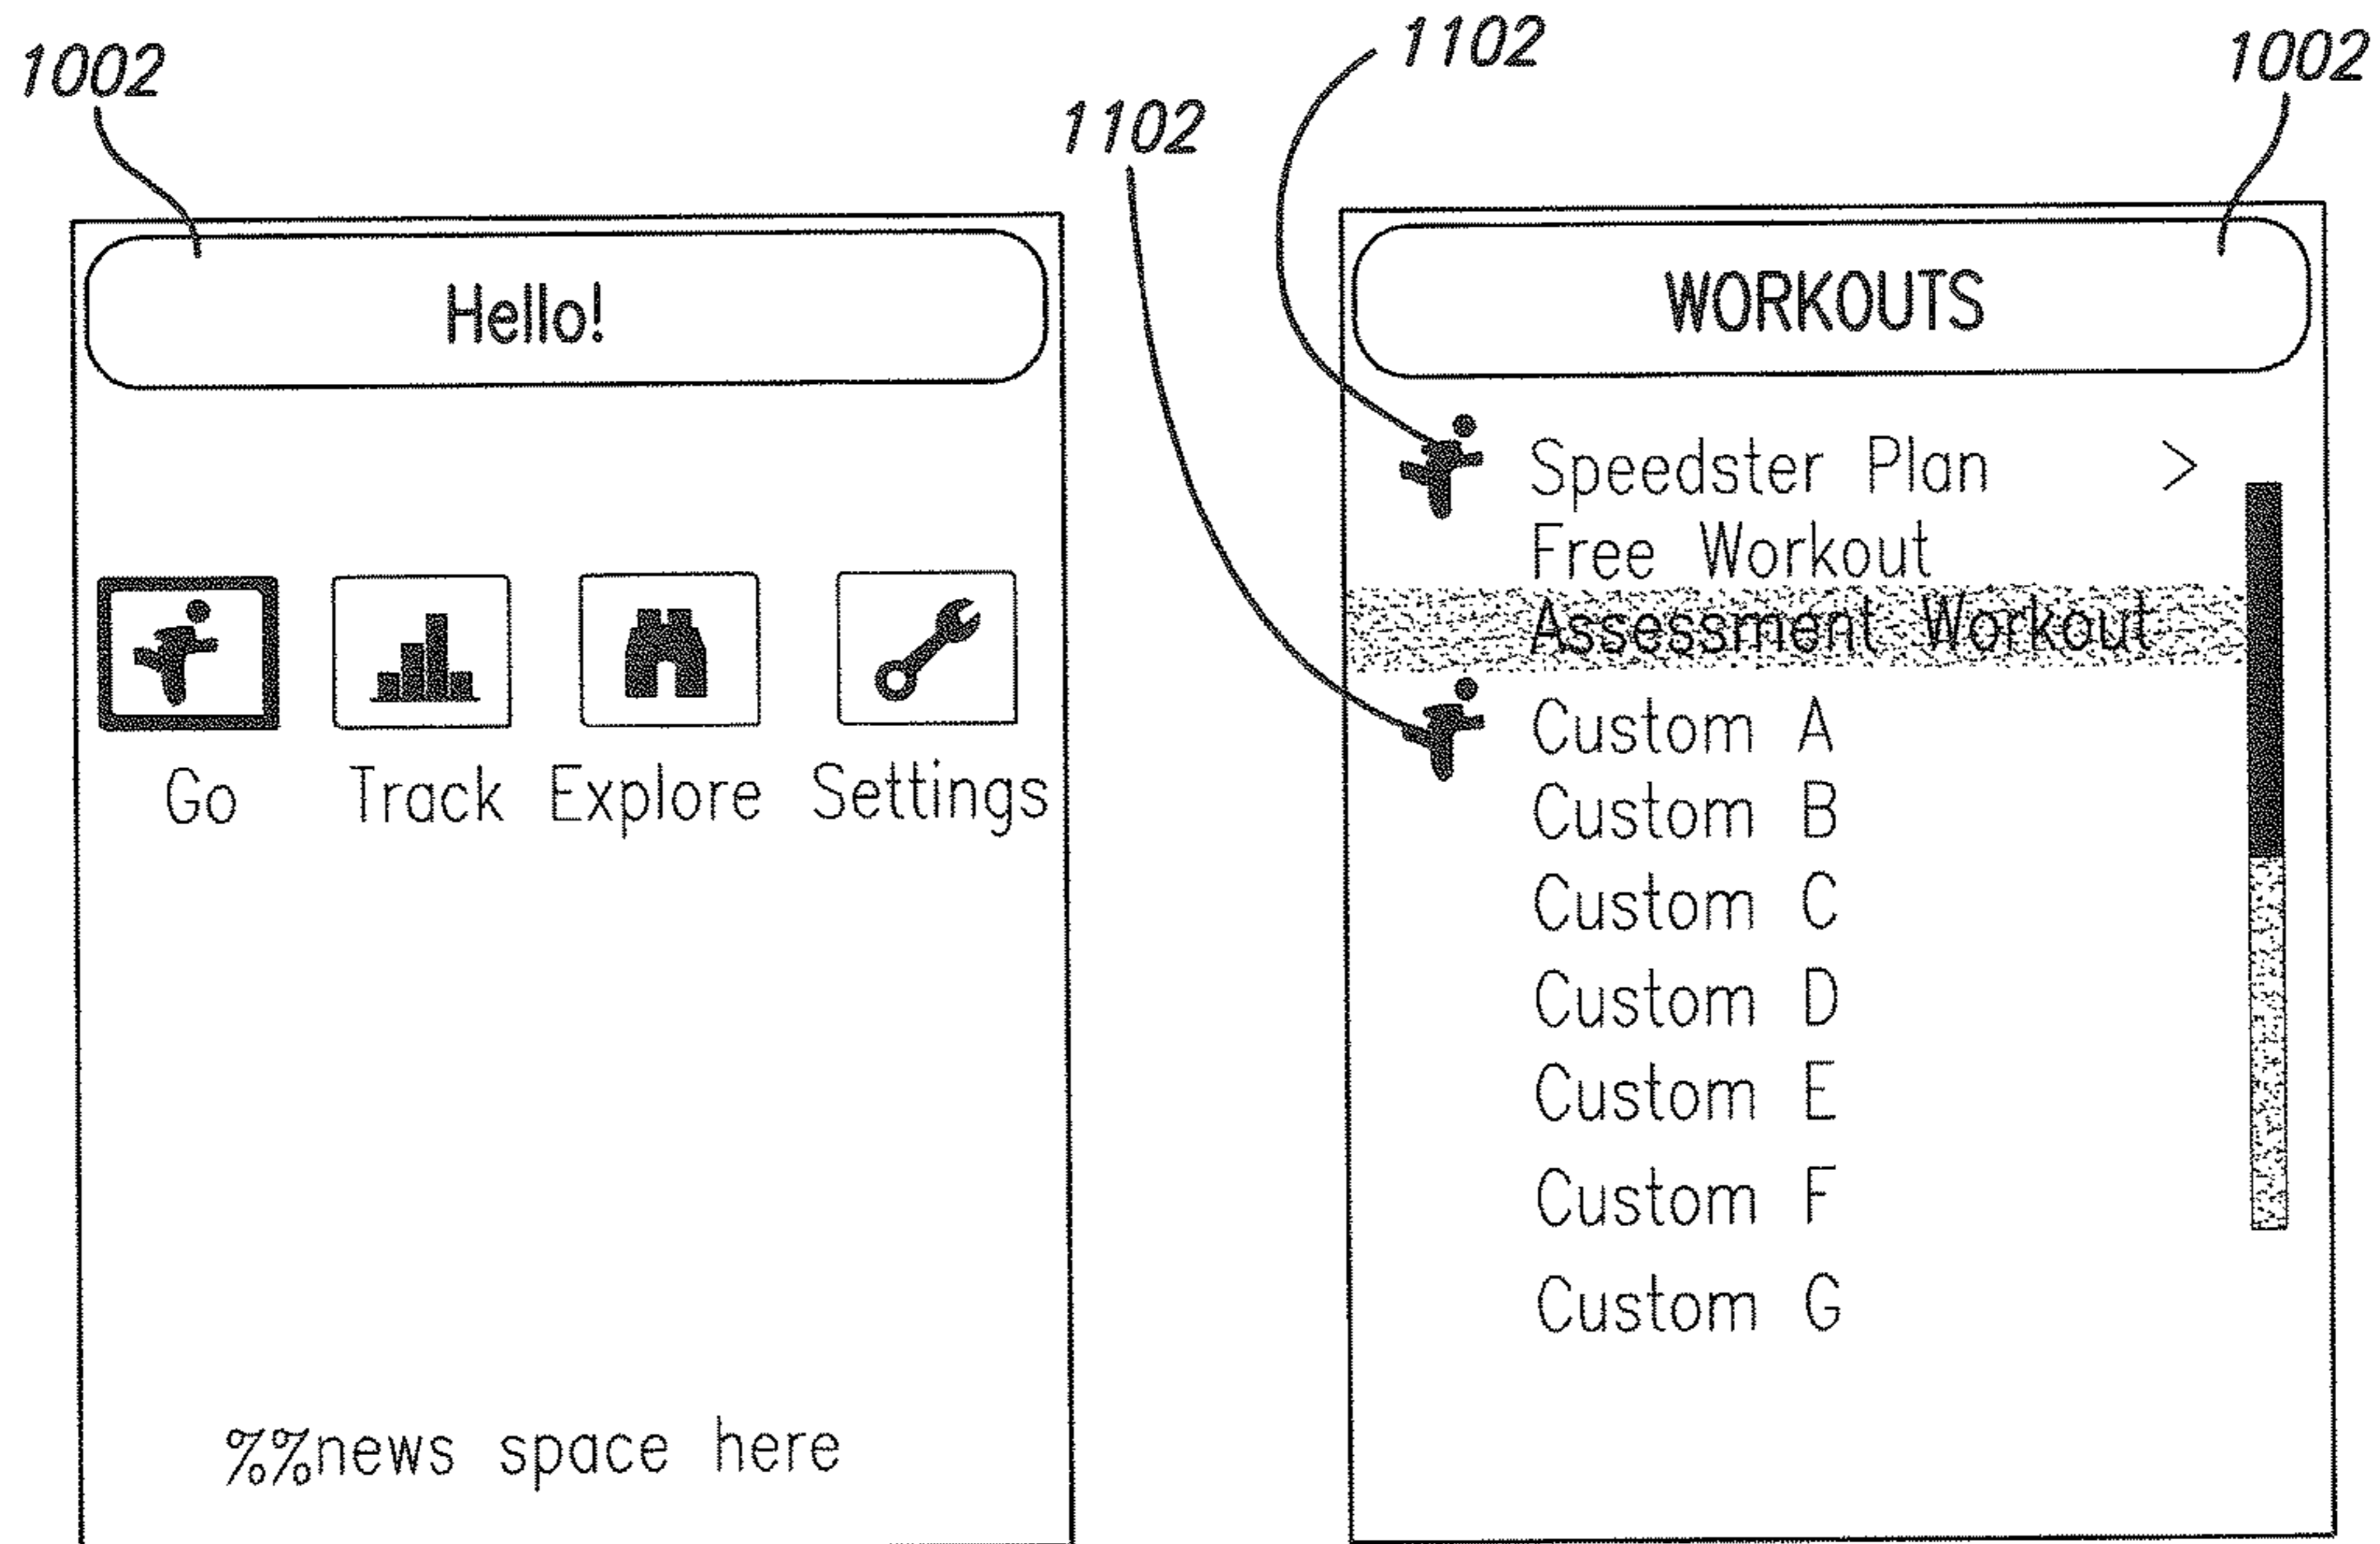 1002
1102
1102
1002
Hello!
Go Track Explore Settings
%%news space here
WORKOUTS
Speedster Plan >
Free Workout
Assessment Workout
Custom A
Custom B
Custom C
Custom D
Custom E
Custom F
Custom G